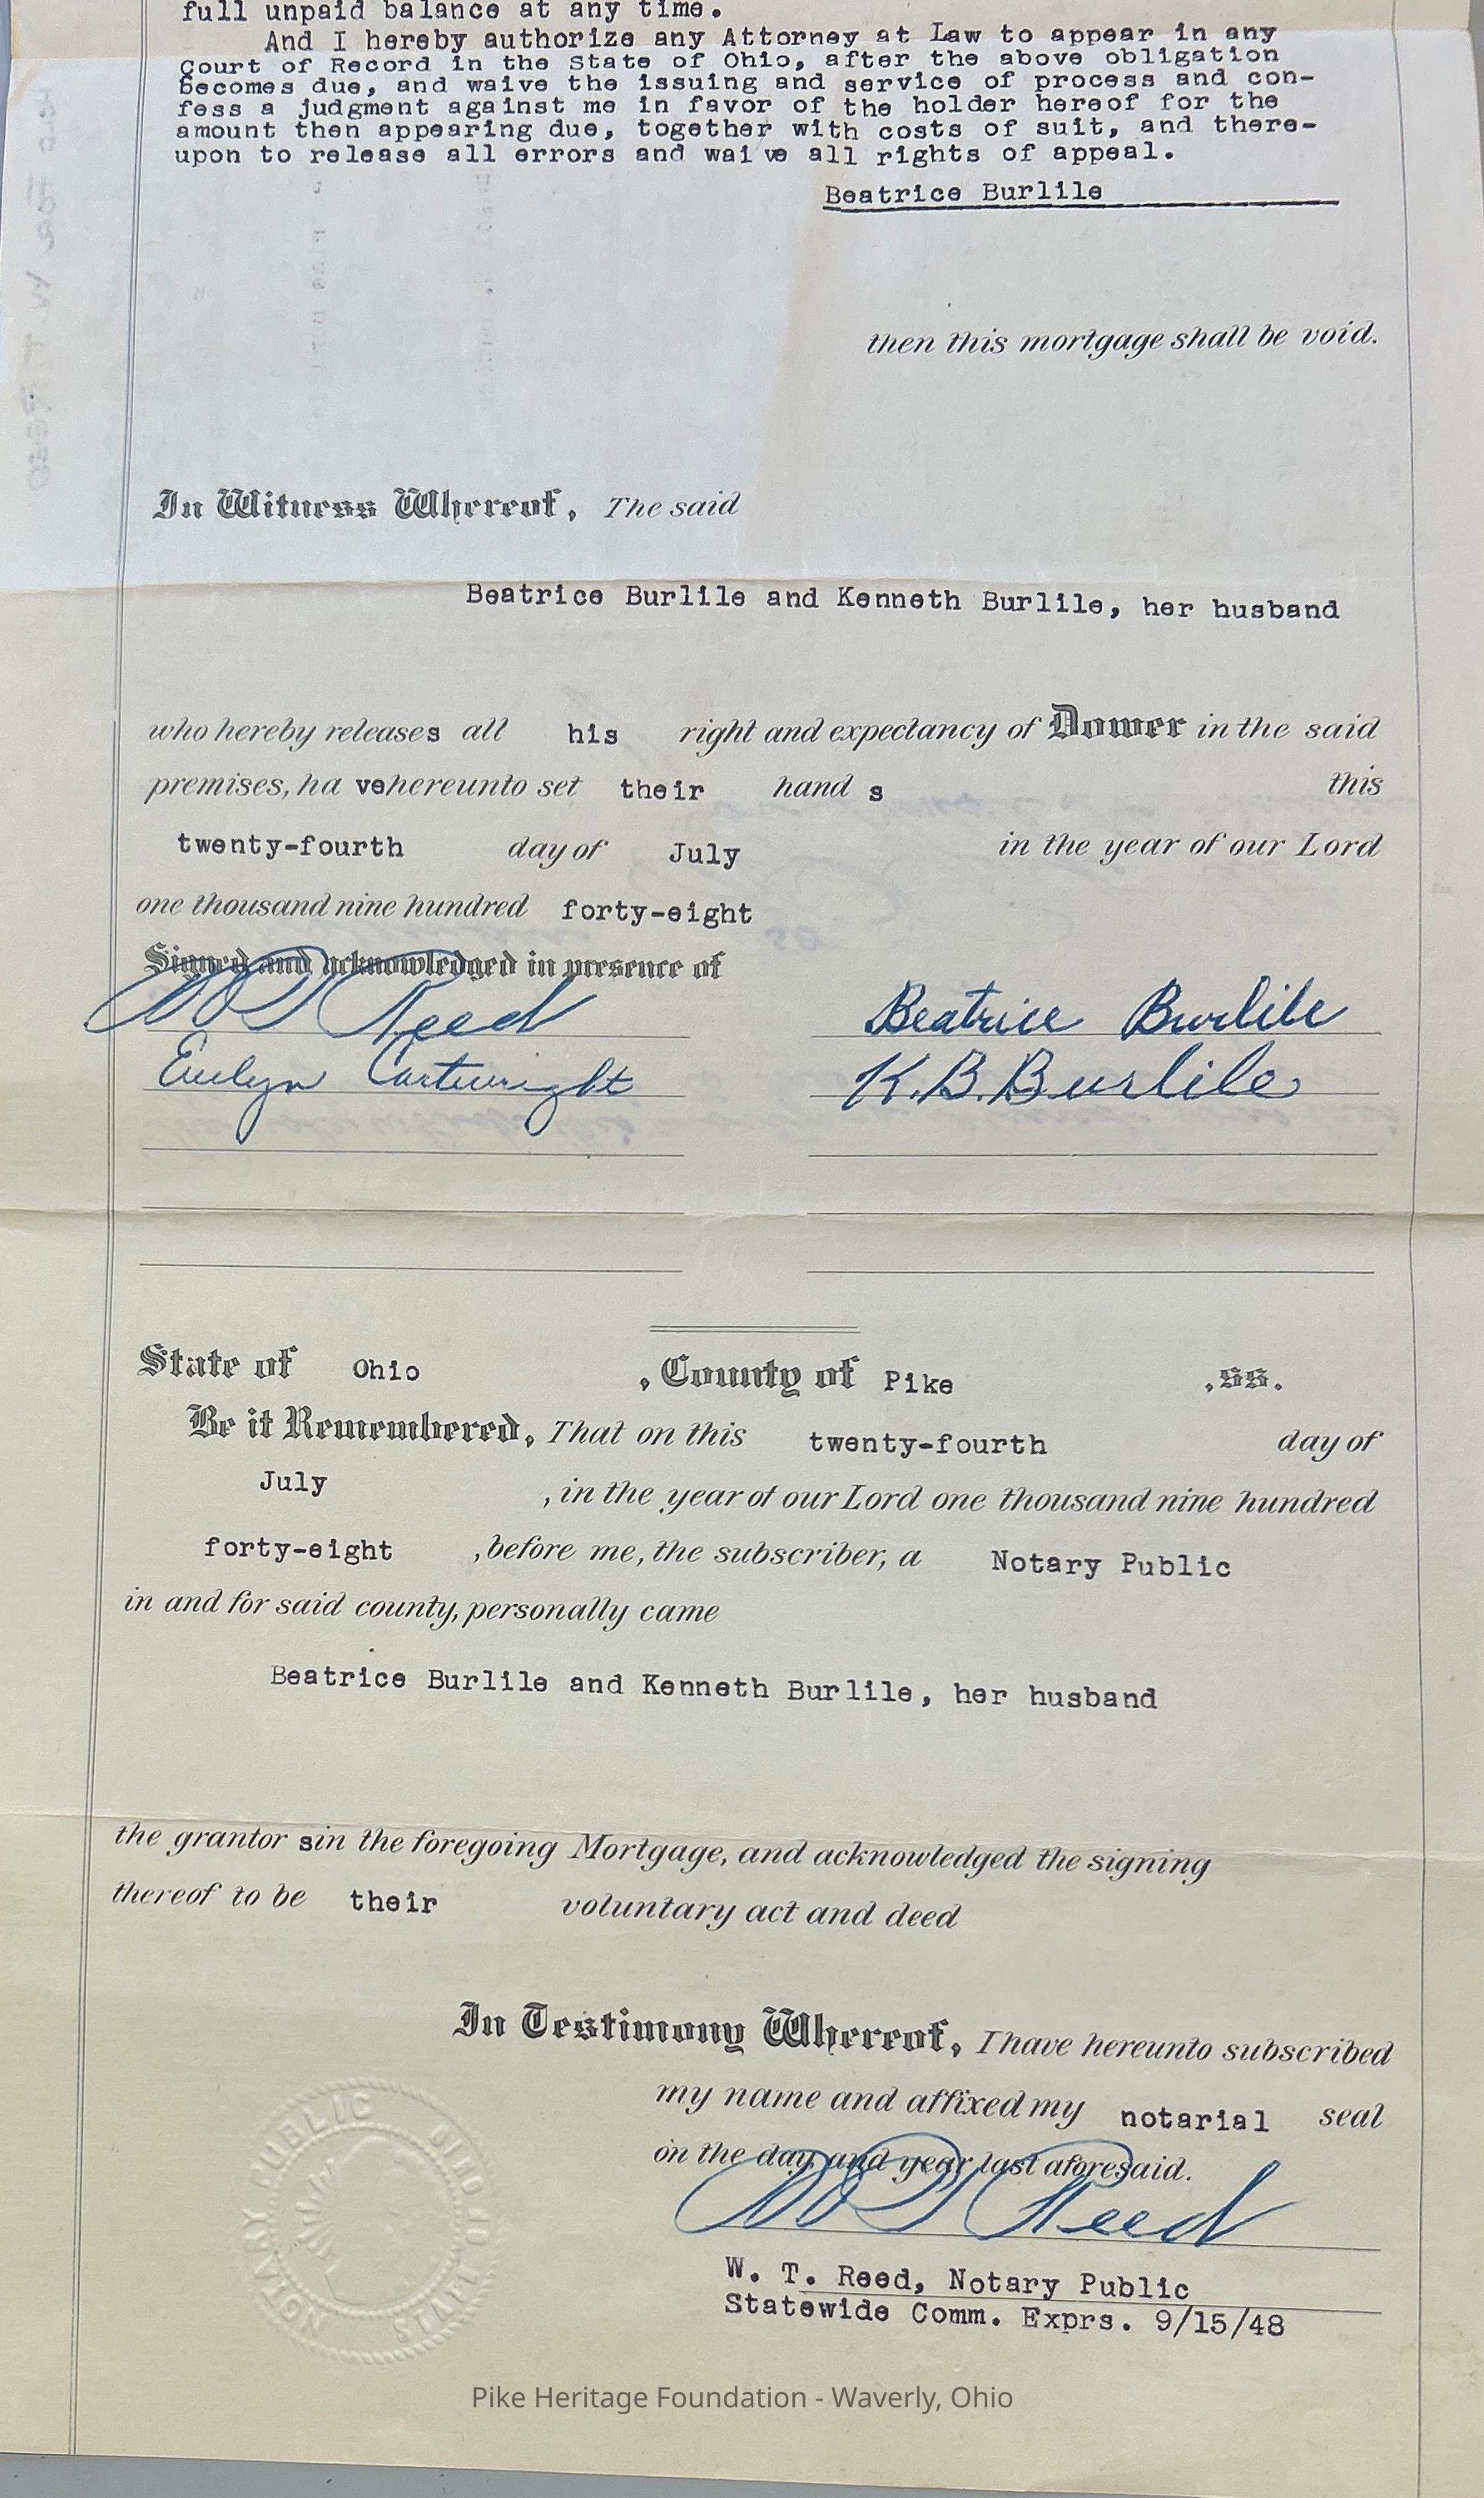 full unpaid balance at any time.
And I hereby authorize any Attorney at Law to appear in any
Court of Record in the State of Ohio, after the above obligation
becomes due, and waive the issuing and service of process and con-
fess a judgment against me in favor of the holder hereof for the
amount then appearing due, together with costs of suit, and there-
upon to release all errors and waive all rights of appeal.
Beatrice Burlile
then this mortgage shall be void.
In Witness Whereof, The said
Beatrice Burlile and Kenneth Burlile, her husband
who hereby releases all his right and expectancy of Dower in the said
premises, ha ve hereunto set their hand s this
twenty-fourth day of July in the year of our Lord
one thousand nine hundred forty-eight
Signed and acknowledged in presence of
W T Reed Beatrice Burlile
Evelyn Cartwright K.B. Burlile
State of Ohio , County of Pike , ss.
Be it Remembered, That on this twenty-fourth day of
July , in the year of our Lord one thousand nine hundred
forty-eight , before me, the subscriber, a Notary Public
in and for said county, personally came
Beatrice Burlile and Kenneth Burlile, her husband
the grantor s in the foregoing Mortgage, and acknowledged the signing
thereof to be their voluntary act and deed
In Testimony Whereof, I have hereunto subscribed
my name and affixed my notarial seal
on the day and year last aforesaid.
W T Reed
W. T. Reed, Notary Public
Statewide Comm. Exprs. 9/15/48
NOTARY PUBLIC
Pike Heritage Foundation - Waverly, Ohio